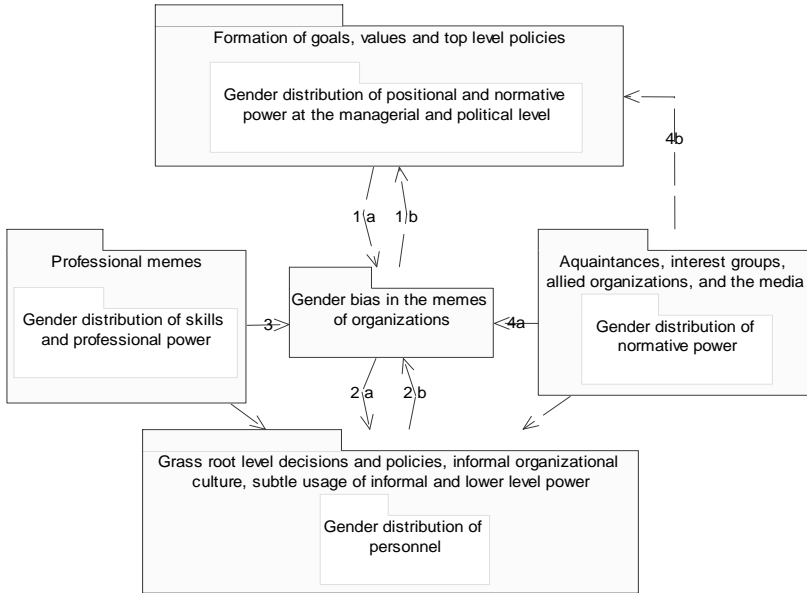 Formation of goals, values and top level policies
Gender distribution of positional and normative
power at the managerial and political level
4b
1 a
1 b
Professional memes
Gender distribution of skills
and professional power
3
Gender bias in the memes
of organizations
4a
Aquaintances, interest groups,
allied organizations, and the media
Gender distribution of
normative power
2 a
2 b
Grass root level decisions and policies, informal organizational
culture, subtle usage of informal and lower level power
Gender distribution of
personnel